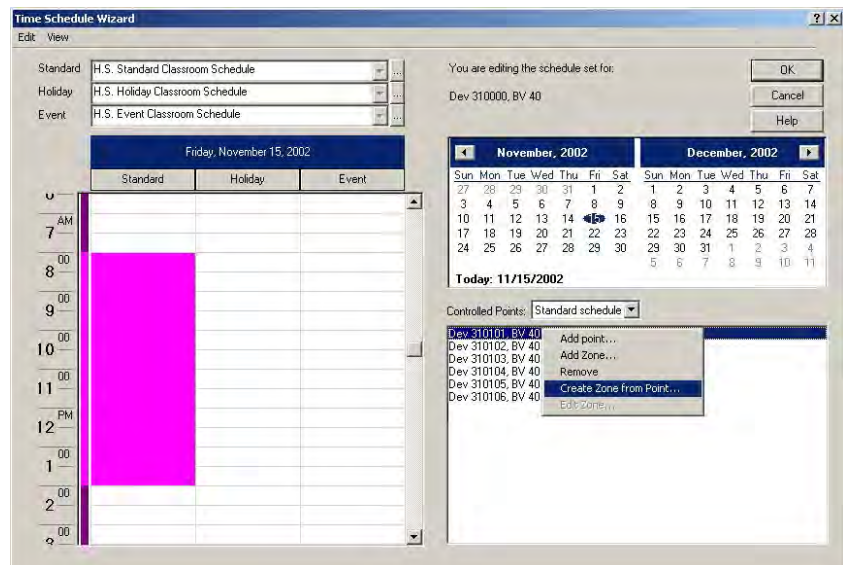 Time Schedule Wizard
Edit View
Standard H.S. Standard Classroom Schedule ...
Holiday H.S. Holiday Classroom Schedule ...
Event H.S. Event Classroom Schedule ...
Friday, November 15, 2002
Standard Holiday Event
AM
7
8 00
9 00
10 00
11 00
PM
12
1 00
2 00
00
You are editing the schedule set for:
Dev 310000, BV 40
OK
Cancel
Help
November, 2002
Sun Mon Tue Wed Thu Fri Sat
27 28 29 30 31 1 2
3 4 5 6 7 8 9
10 11 12 13 14 15 16
17 18 19 20 21 22 23
24 25 26 27 28 29 30
December, 2002
Sun Mon Tue Wed Thu Fri Sat
1 2 3 4 5 6 7
8 9 10 11 12 13 14
15 16 17 18 19 20 21
22 23 24 25 26 27 28
29 30 31 1 2 3 4
5 6 7 8 9 10 11
Today: 11/15/2002
Controlled Points: Standard schedule
Dev 310101, BV 40
Dev 310102, BV 40
Dev 310103, BV 40
Dev 310104, BV 40
Dev 310105, BV 40
Dev 310106, BV 40
Add point...
Add Zone...
Remove
Create Zone from Point...
Edit Zone...